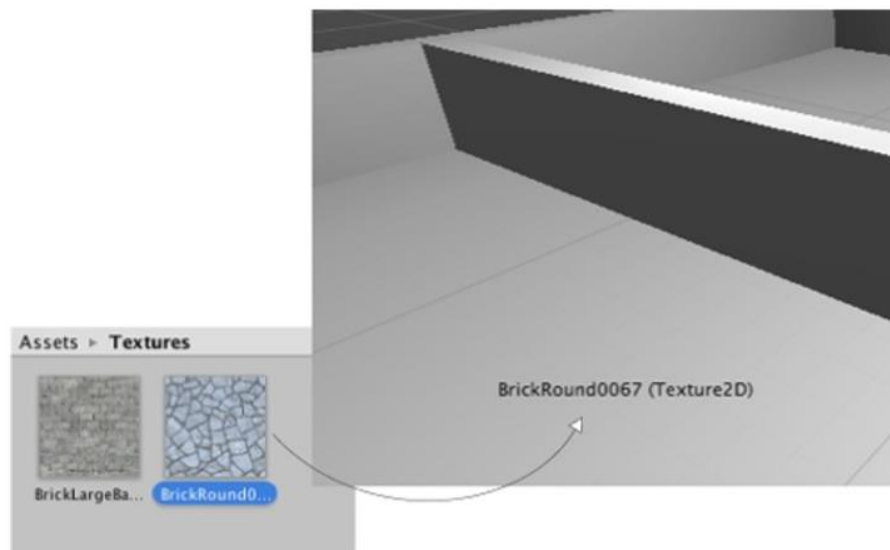 Assets ▸ Textures
BrickRound0067 (Texture2D)
BrickLargeBa...
BrickRound0...